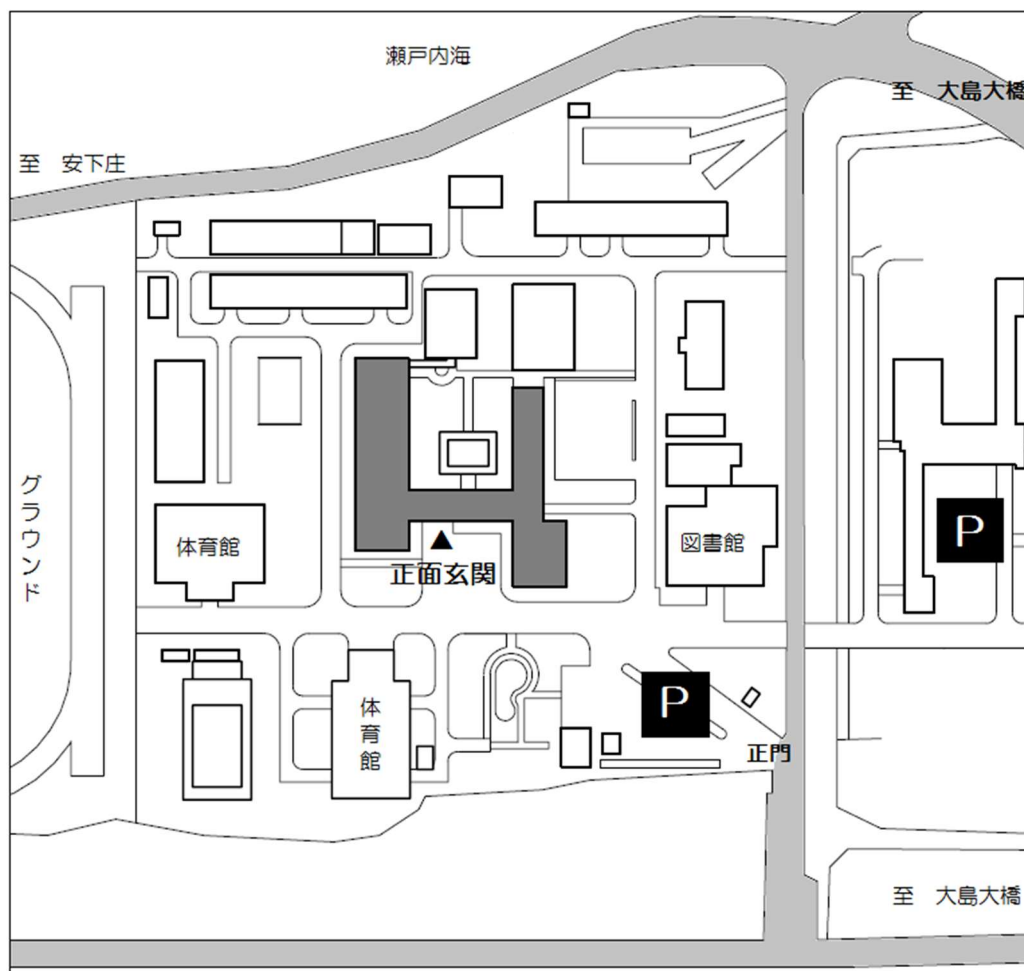 瀬戸内海
至　大島大橋
至　安下庄
グラウンド
体育館
正面玄関
図書館
P
体育館
P
正門
至　大島大橋